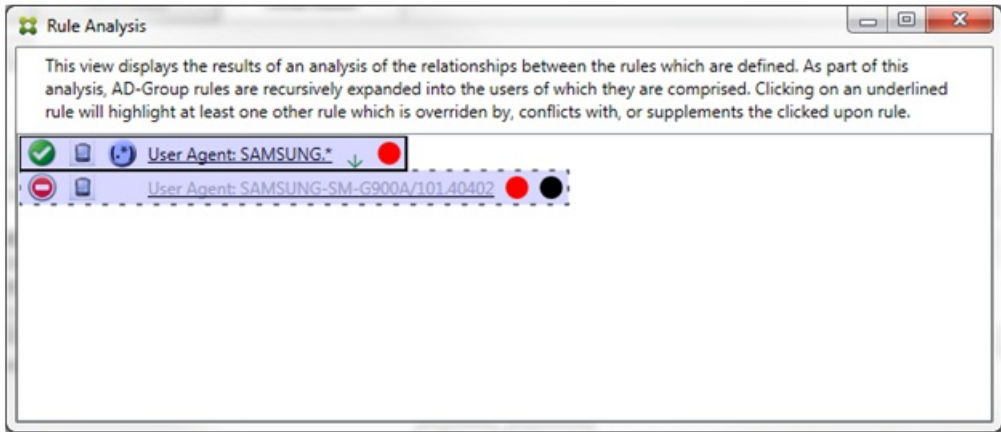 Rule Analysis
This view displays the results of an analysis of the relationships between the rules which are defined. As part of this
analysis, AD-Group rules are recursively expanded into the users of which they are comprised. Clicking on an underlined
rule will highlight at least one other rule which is overriden by, conflicts with, or supplements the clicked upon rule.
(.*) User Agent: SAMSUNG.*
User Agent: SAMSUNG-SM-G900A/101.40402